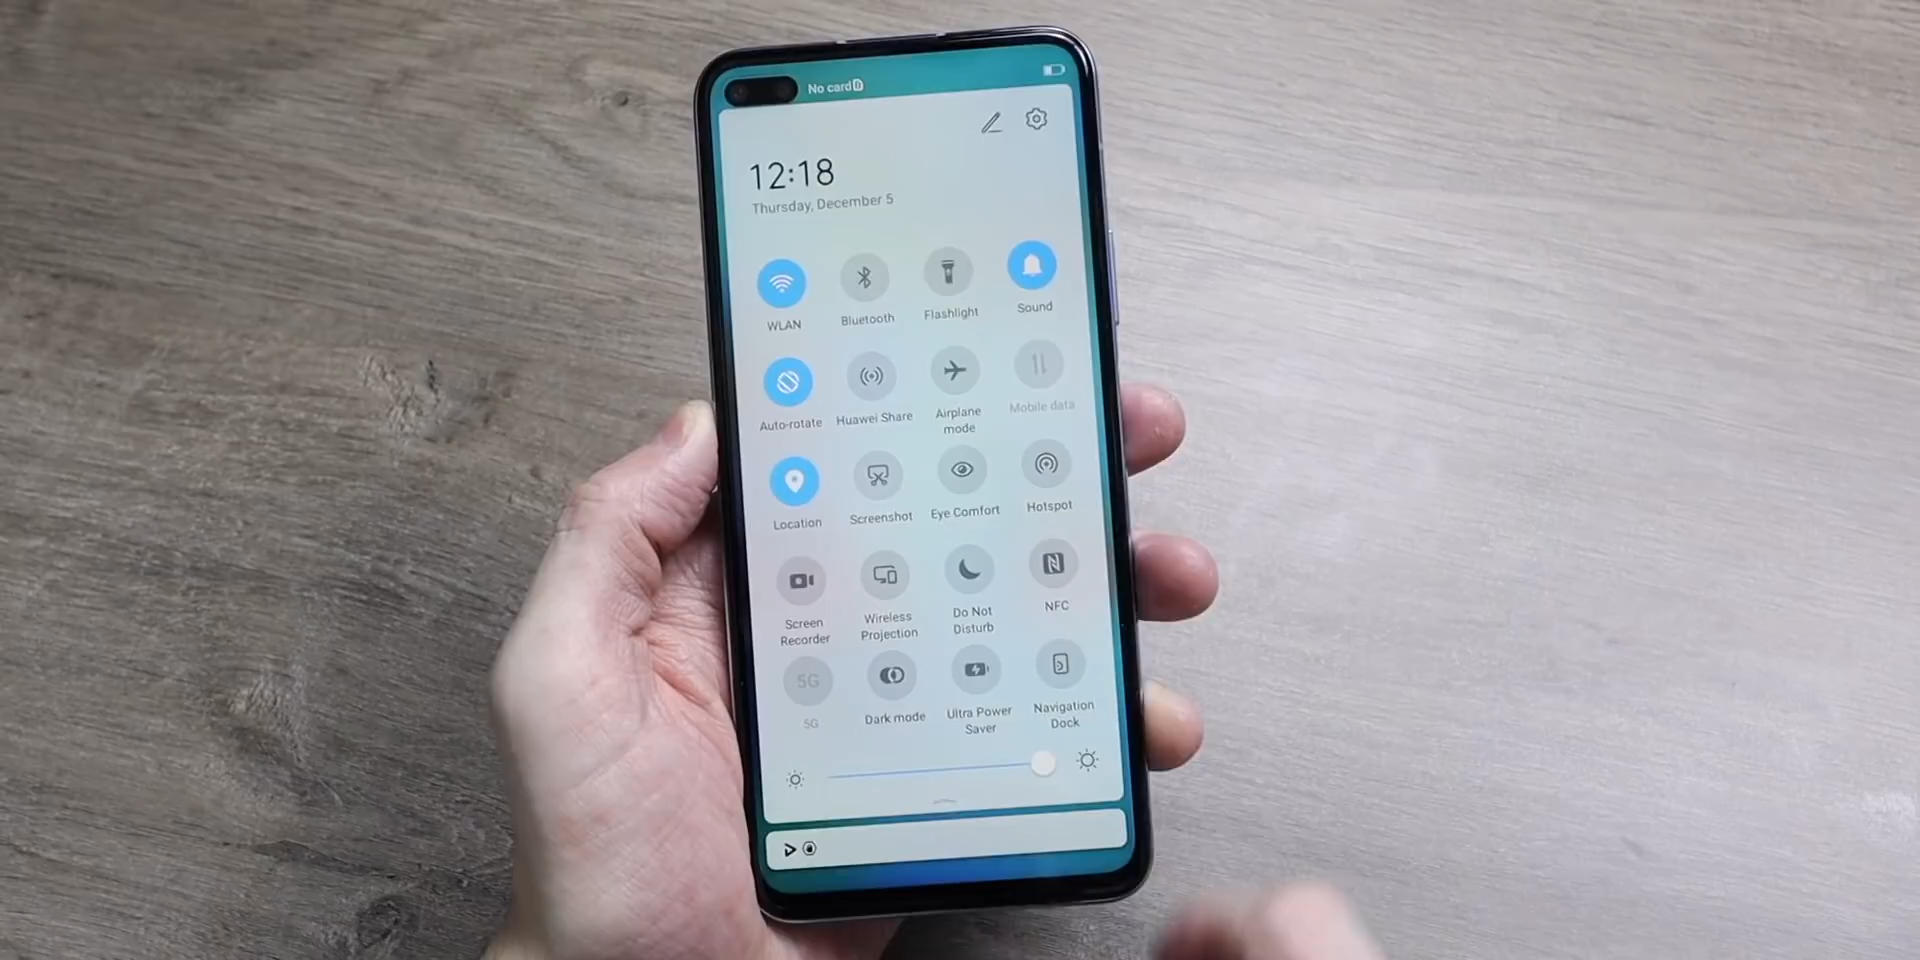 No card
12:18
Thursday, December 5
WLAN
Bluetooth
Flashlight
Sound
Auto-rotate
Huawei Share
Airplane
mode
Mobile data
Location
Screenshot
Eye Comfort
Hotspot
Screen
Recorder
Wireless
Projection
Do Not
Disturb
NFC
5G
5G
Dark mode
Ultra Power
Saver
Navigation
Dock